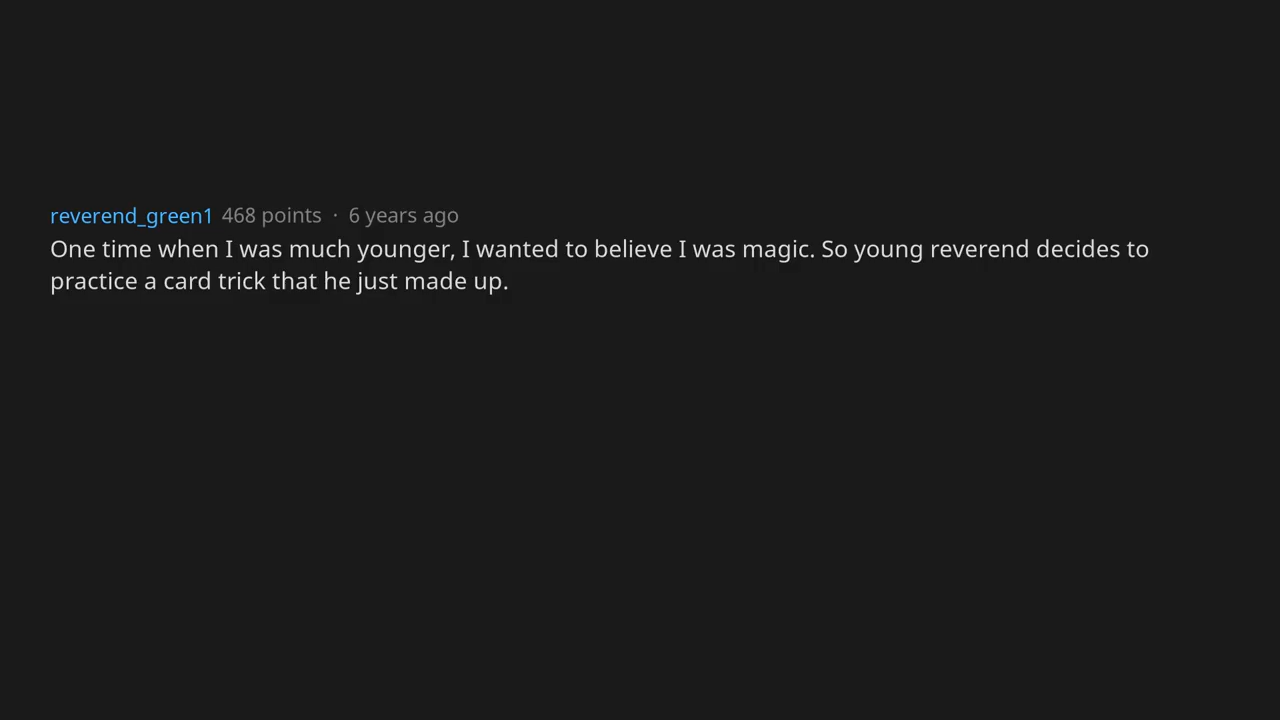 reverend_green1 468 points · 6 years ago
One time when I was much younger, I wanted to believe I was magic. So young reverend decides to
practice a card trick that he just made up.